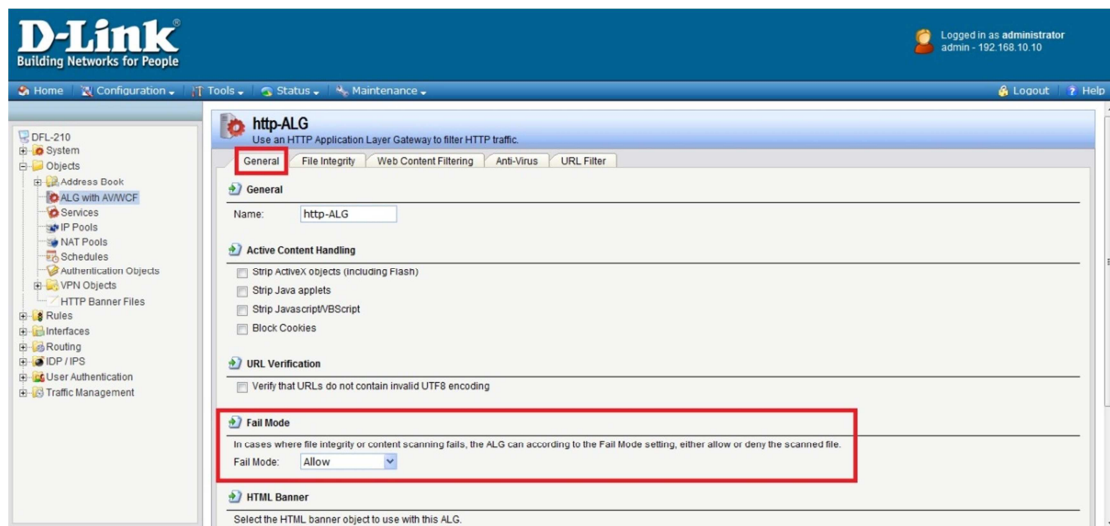 D-Link®
Building Networks for People
Logged in as administrator
admin - 192.168.10.10
Home Configuration Tools Status Maintenance Logout Help
DFL-210
System
Objects
Address Book
ALG with AV/WCF
Services
IP Pools
NAT Pools
Schedules
Authentication Objects
VPN Objects
HTTP Banner Files
Rules
Interfaces
Routing
IDP / IPS
User Authentication
Traffic Management
http-ALG
Use an HTTP Application Layer Gateway to filter HTTP traffic.
General File Integrity Web Content Filtering Anti-Virus URL Filter
General
Name: http-ALG
Active Content Handling
Strip ActiveX objects (including Flash)
Strip Java applets
Strip Javascript/VBScript
Block Cookies
URL Verification
Verify that URLs do not contain invalid UTF8 encoding
Fail Mode
In cases where file integrity or content scanning fails, the ALG can according to the Fail Mode setting, either allow or deny the scanned file.
Fail Mode: Allow
HTML Banner
Select the HTML banner object to use with this ALG.